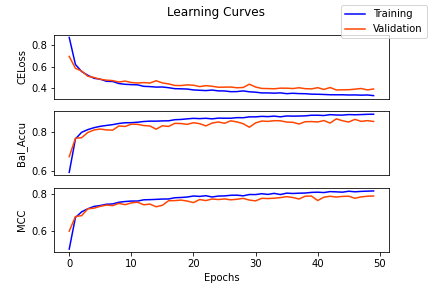 Learning Curves
Training
Validation
0.8
0.6
0.4
CELoss
0.8
0.6
Bal_Accu
0.8
0.6
MCC
0 10 20 30 40 50
Epochs